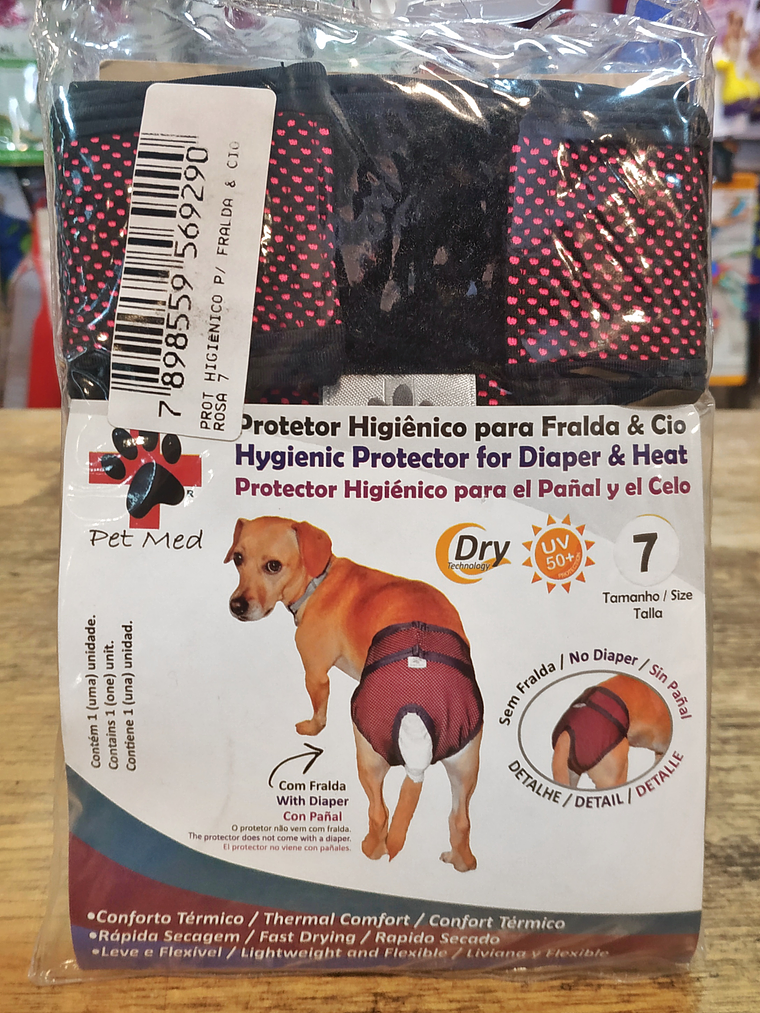 7 898559 569290
PROT HIGIÊNICO P/ FRALDA & CIO
ROSA 7
Protetor Higiênico para Fralda & Cio
Hygienic Protector for Diaper & Heat
Protector Higiénico para el Pañal y el Celo
®
Pet Med
Dry
Technology
UV
50+
7
Tamanho / Size
Talla
Contém 1 (uma) unidade.
Contains 1 (one) unit.
Contiene 1 (una) unidad.
Sem Fralda / No Diaper / Sin Pañal
DETALHE / DETAIL / DETALLE
Com Fralda
With Diaper
Con Pañal
O protetor não vem com fralda.
The protector does not come with a diaper.
El protector no viene con pañales.
•Conforto Térmico / Thermal Comfort / Confort Térmico
•Rápida Secagem / Fast Drying / Rapido Secado
•Leve e Flexível / Lightweight and Flexible / Liviana y Flexible